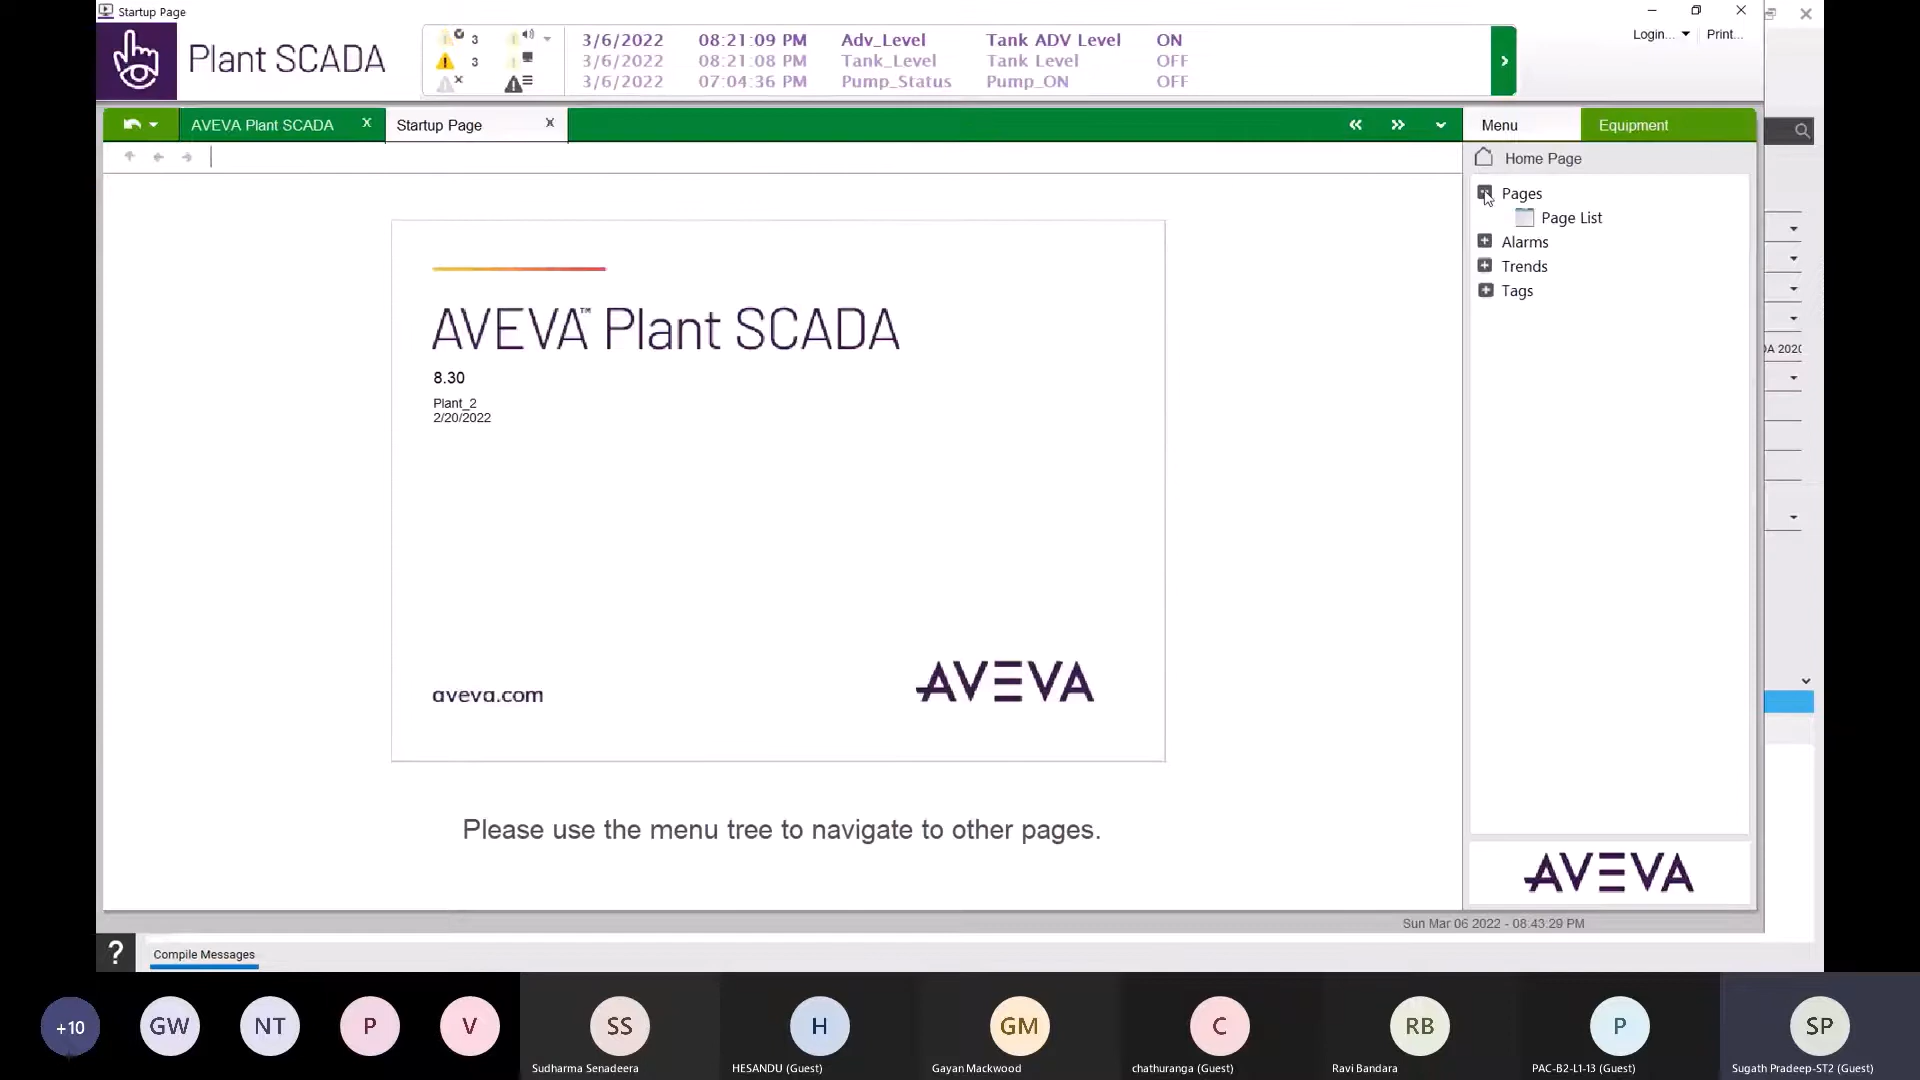 Startup Page
Plant SCADA
3
3
3/6/2022 08:21:09 PM Adv_Level Tank ADV Level ON
3/6/2022 08:21:08 PM Tank_Level Tank Level OFF
3/6/2022 07:04:36 PM Pump_Status Pump_ON OFF
Login... Print...
AVEVA Plant SCADA X
Startup Page X
Menu
Equipment
Home Page
Pages
Page List
Alarms
Trends
Tags
AVEVA™ Plant SCADA
8.30
Plant_2
2/20/2022
aveva.com
AVEVA
Please use the menu tree to navigate to other pages.
AVEVA
DA 2020
Sun Mar 06 2022 - 08:43:29 PM
?
Compile Messages
+10
GW
NT
P
V
SS
H
GM
C
RB
P
SP
Sudharma Senadeera
HESANDU (Guest)
Gayan Mackwood
chathuranga (Guest)
Ravi Bandara
PAC-B2-L1-13 (Guest)
Sugath Pradeep-ST2 (Guest)